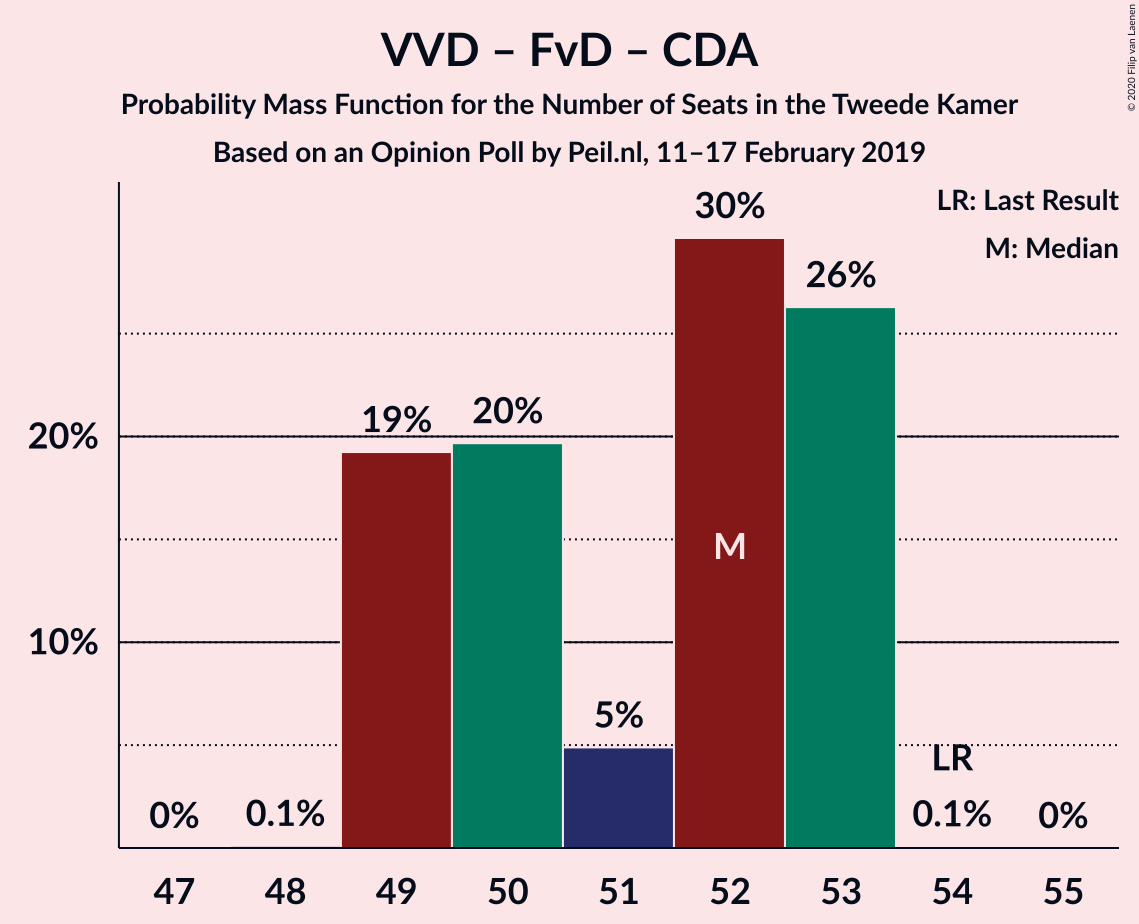 VVD – FvD – CDA
Probability Mass Function for the Number of Seats in the Tweede Kamer
Based on an Opinion Poll by Peil.nl, 11–17 February 2019
© 2020 Filip van Laenen
LR: Last Result
M: Median
30%
26%
20%
19%
20%
M
10%
5%
LR
0%
0.1%
0.1%
0%
47 48 49 50 51 52 53 54 55